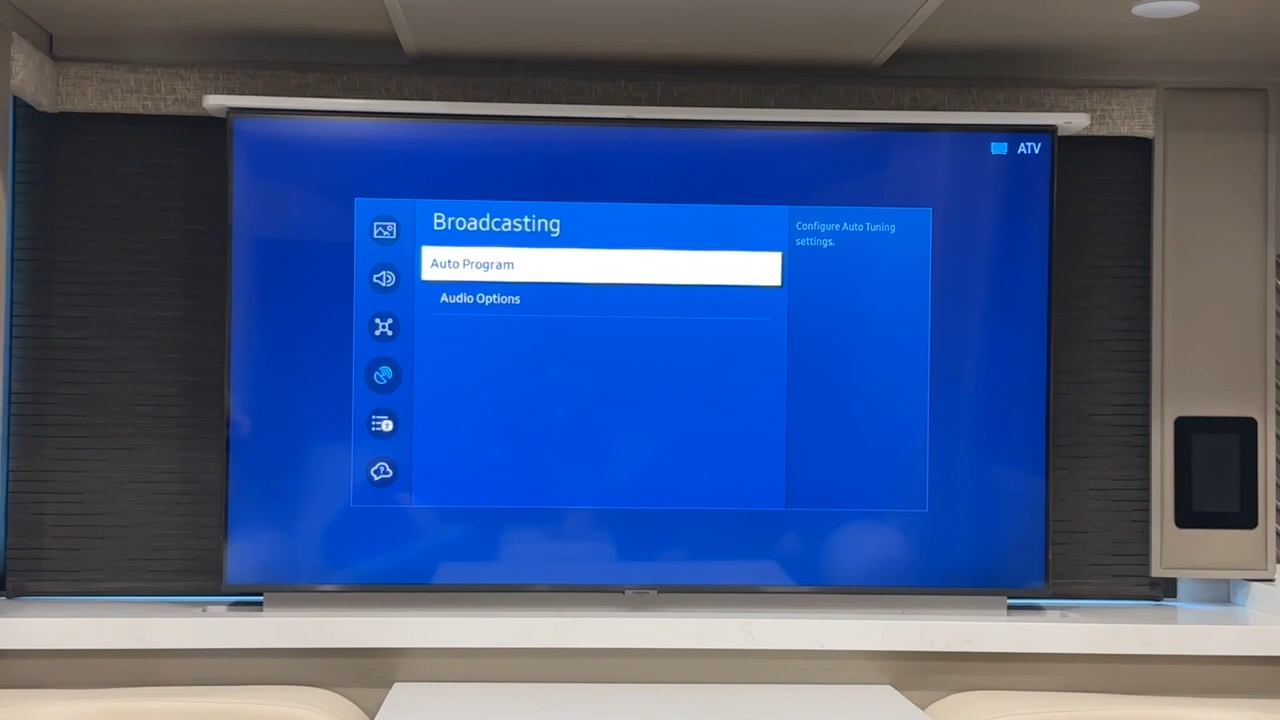 ATV
Broadcasting
Auto Program
Audio Options
Configure Auto Tuning
settings.